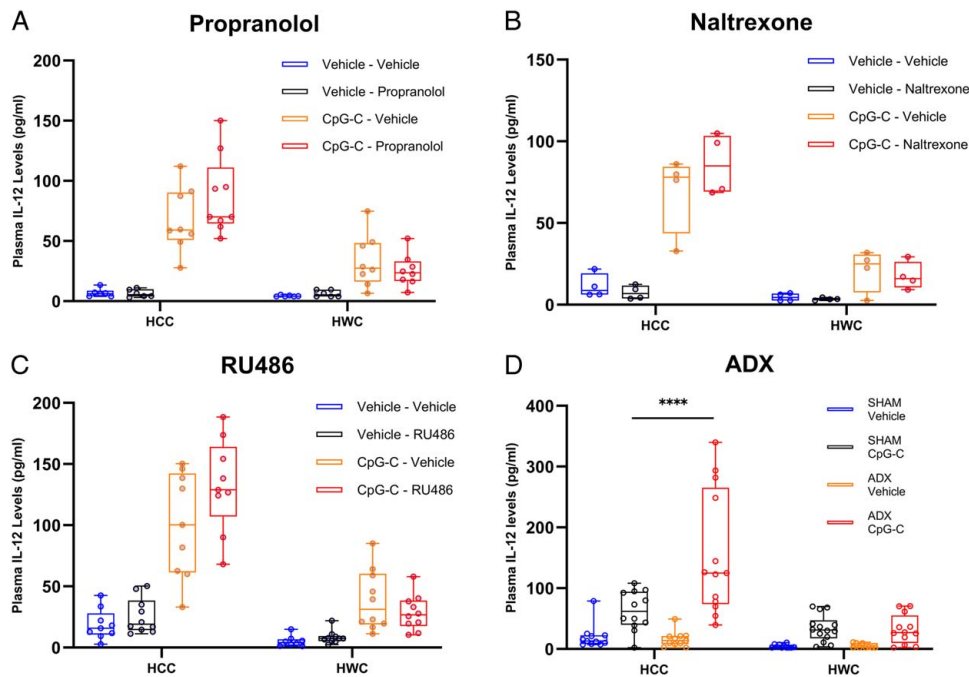 A
Propranolol
Plasma IL-12 Levels (pg/ml)
200
150
100
50
0
HCC
HWC
Vehicle - Vehicle
Vehicle - Propranolol
CpG-C - Vehicle
CpG-C - Propranolol
B
Naltrexone
Plasma IL-12 Levels (pg/ml)
150
100
50
0
HCC
HWC
Vehicle - Vehicle
Vehicle - Naltrexone
CpG-C - Vehicle
CpG-C - Naltrexone
C
RU486
Plasma IL-12 Levels (pg/ml)
200
150
100
50
0
HCC
HWC
Vehicle - Vehicle
Vehicle - RU486
CpG-C - Vehicle
CpG-C - RU486
D
ADX
Plasma IL-12 levels (pg/ml)
400
300
200
100
0
HCC
HWC
****
SHAM
Vehicle
SHAM
CpG-C
ADX
Vehicle
ADX
CpG-C